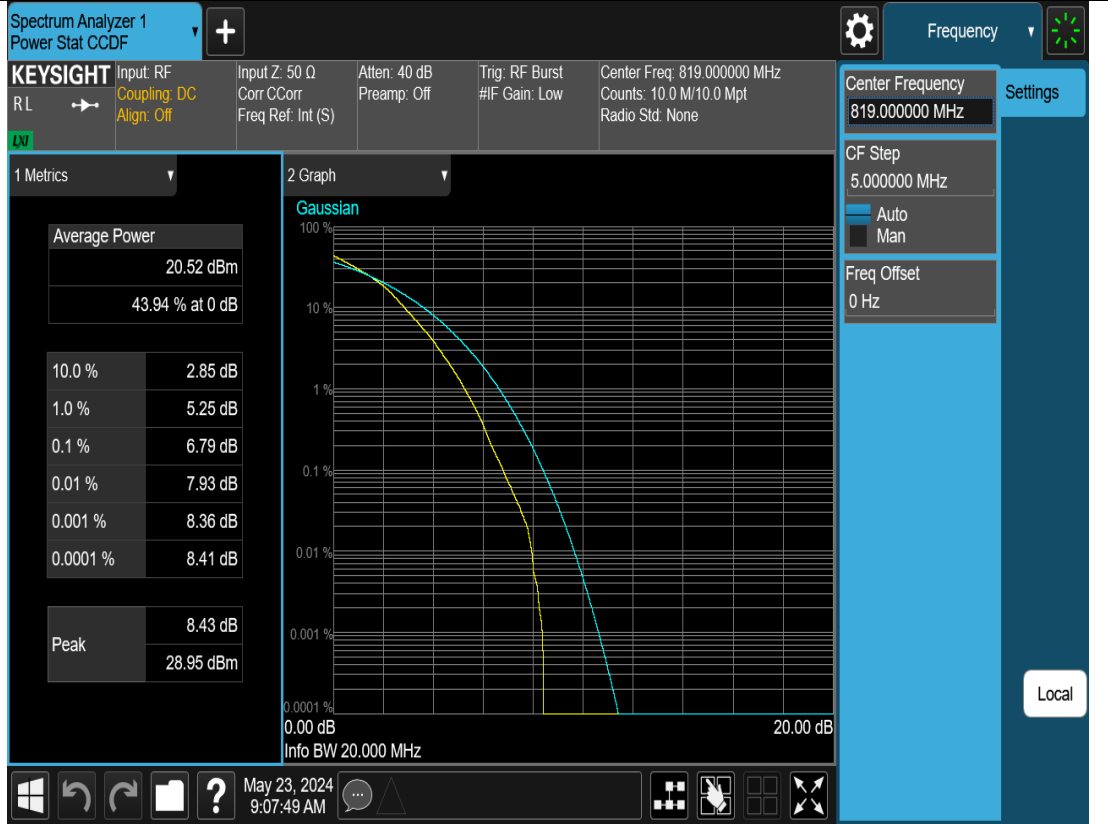 Spectrum Analyzer 1
Power Stat CCDF
+
Frequency
KEYSIGHT
RL
LXI
Input: RF
Coupling: DC
Align: Off
Input Z: 50 Ω
Corr CCorr
Freq Ref: Int (S)
Atten: 40 dB
Preamp: Off
Trig: RF Burst
#IF Gain: Low
Center Freq: 819.000000 MHz
Counts: 10.0 M/10.0 Mpt
Radio Std: None
Center Frequency
819.000000 MHz
Settings
CF Step
5.000000 MHz
Auto
Man
Freq Offset
0 Hz
Local
1 Metrics
Average Power
20.52 dBm
43.94 % at 0 dB
10.0 % 2.85 dB
1.0 % 5.25 dB
0.1 % 6.79 dB
0.01 % 7.93 dB
0.001 % 8.36 dB
0.0001 % 8.41 dB
Peak 8.43 dB
28.95 dBm
2 Graph
Gaussian
100 %
10 %
1 %
0.1 %
0.01 %
0.001 %
0.0001 %
0.00 dB 20.00 dB
Info BW 20.000 MHz
?
May 23, 2024
9:07:49 AM